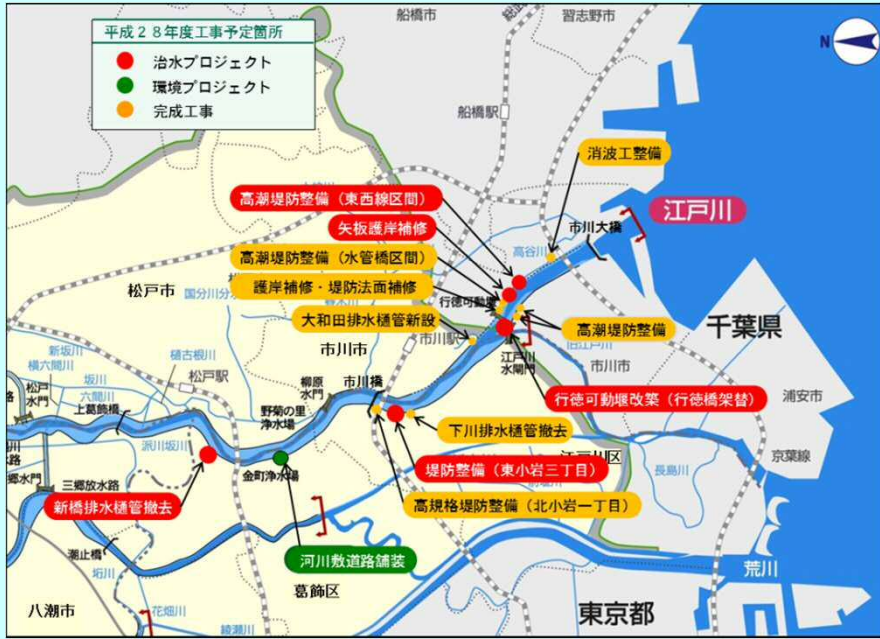 平成２８年度工事予定箇所
治水プロジェクト
環境プロジェクト
完成工事
船橋市
習志野市
N
船橋駅
消波工整備
高潮堤防整備（東西線区間）
江戸川
矢板護岸補修
市川大橋
高谷川
高潮堤防整備（水管橋区間）
松戸市
護岸補修・堤防法面補修
国分川分
行徳可動堰
大和田排水樋管新設
高潮堤防整備
千葉県
市川駅
市川市
江戸川
水閘門
旧江戸川
市川市
新坂川
横六間川
樋古根川
坂川
松戸駅
松戸
水門
六間川
柳原
水門
市川橋
行徳可動堰改築（行徳橋架替）
浦安市
上葛飾橋
野菊の里
浄水場
下川排水樋管撤去
派川坂川
京葉線
江戸川区
堤防整備（東小岩三丁目）
長島川
三郷放水路
金町浄水場
新橋排水樋管撤去
高規格堤防整備（北小岩一丁目）
潮止橋
河川敷道路舗装
荒川
垳川
葛飾区
八潮市
花畑川
東京都
綾瀬川